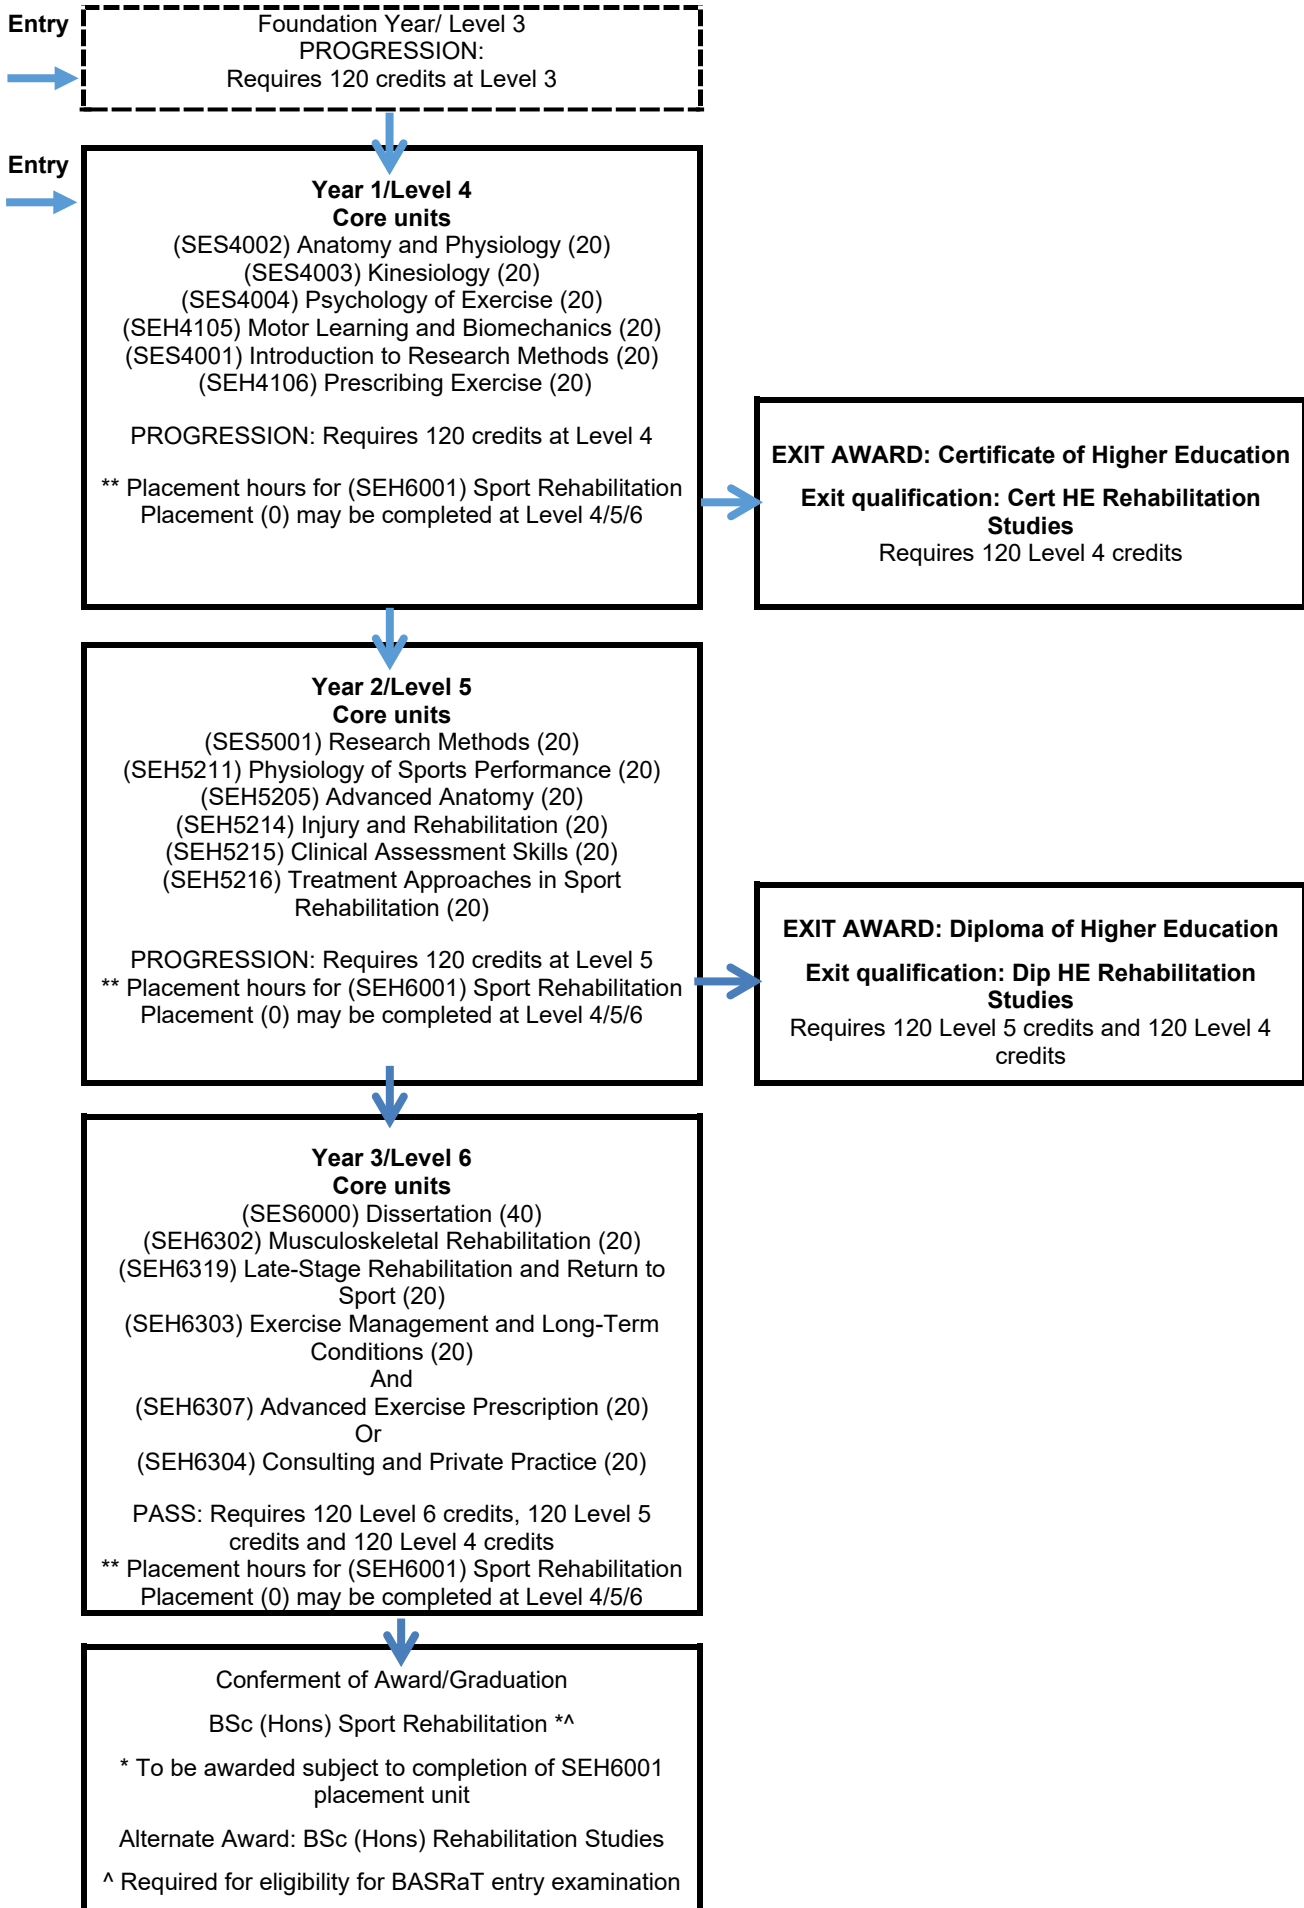 Entry
Foundation Year/ Level 3
PROGRESSION:
Requires 120 credits at Level 3
Entry
Year 1/Level 4
Core units
(SES4002) Anatomy and Physiology (20)
(SES4003) Kinesiology (20)
(SES4004) Psychology of Exercise (20)
(SEH4105) Motor Learning and Biomechanics (20)
(SES4001) Introduction to Research Methods (20)
(SEH4106) Prescribing Exercise (20)
PROGRESSION: Requires 120 credits at Level 4
** Placement hours for (SEH6001) Sport Rehabilitation
Placement (0) may be completed at Level 4/5/6
EXIT AWARD: Certificate of Higher Education
Exit qualification: Cert HE Rehabilitation
Studies
Requires 120 Level 4 credits
Year 2/Level 5
Core units
(SES5001) Research Methods (20)
(SEH5211) Physiology of Sports Performance (20)
(SEH5205) Advanced Anatomy (20)
(SEH5214) Injury and Rehabilitation (20)
(SEH5215) Clinical Assessment Skills (20)
(SEH5216) Treatment Approaches in Sport
Rehabilitation (20)
PROGRESSION: Requires 120 credits at Level 5
** Placement hours for (SEH6001) Sport Rehabilitation
Placement (0) may be completed at Level 4/5/6
EXIT AWARD: Diploma of Higher Education
Exit qualification: Dip HE Rehabilitation
Studies
Requires 120 Level 5 credits and 120 Level 4
credits
Year 3/Level 6
Core units
(SES6000) Dissertation (40)
(SEH6302) Musculoskeletal Rehabilitation (20)
(SEH6319) Late-Stage Rehabilitation and Return to
Sport (20)
(SEH6303) Exercise Management and Long-Term
Conditions (20)
And
(SEH6307) Advanced Exercise Prescription (20)
Or
(SEH6304) Consulting and Private Practice (20)
PASS: Requires 120 Level 6 credits, 120 Level 5
credits and 120 Level 4 credits
** Placement hours for (SEH6001) Sport Rehabilitation
Placement (0) may be completed at Level 4/5/6
Conferment of Award/Graduation
BSc (Hons) Sport Rehabilitation *^
* To be awarded subject to completion of SEH6001
placement unit
Alternate Award: BSc (Hons) Rehabilitation Studies
^ Required for eligibility for BASRaT entry examination